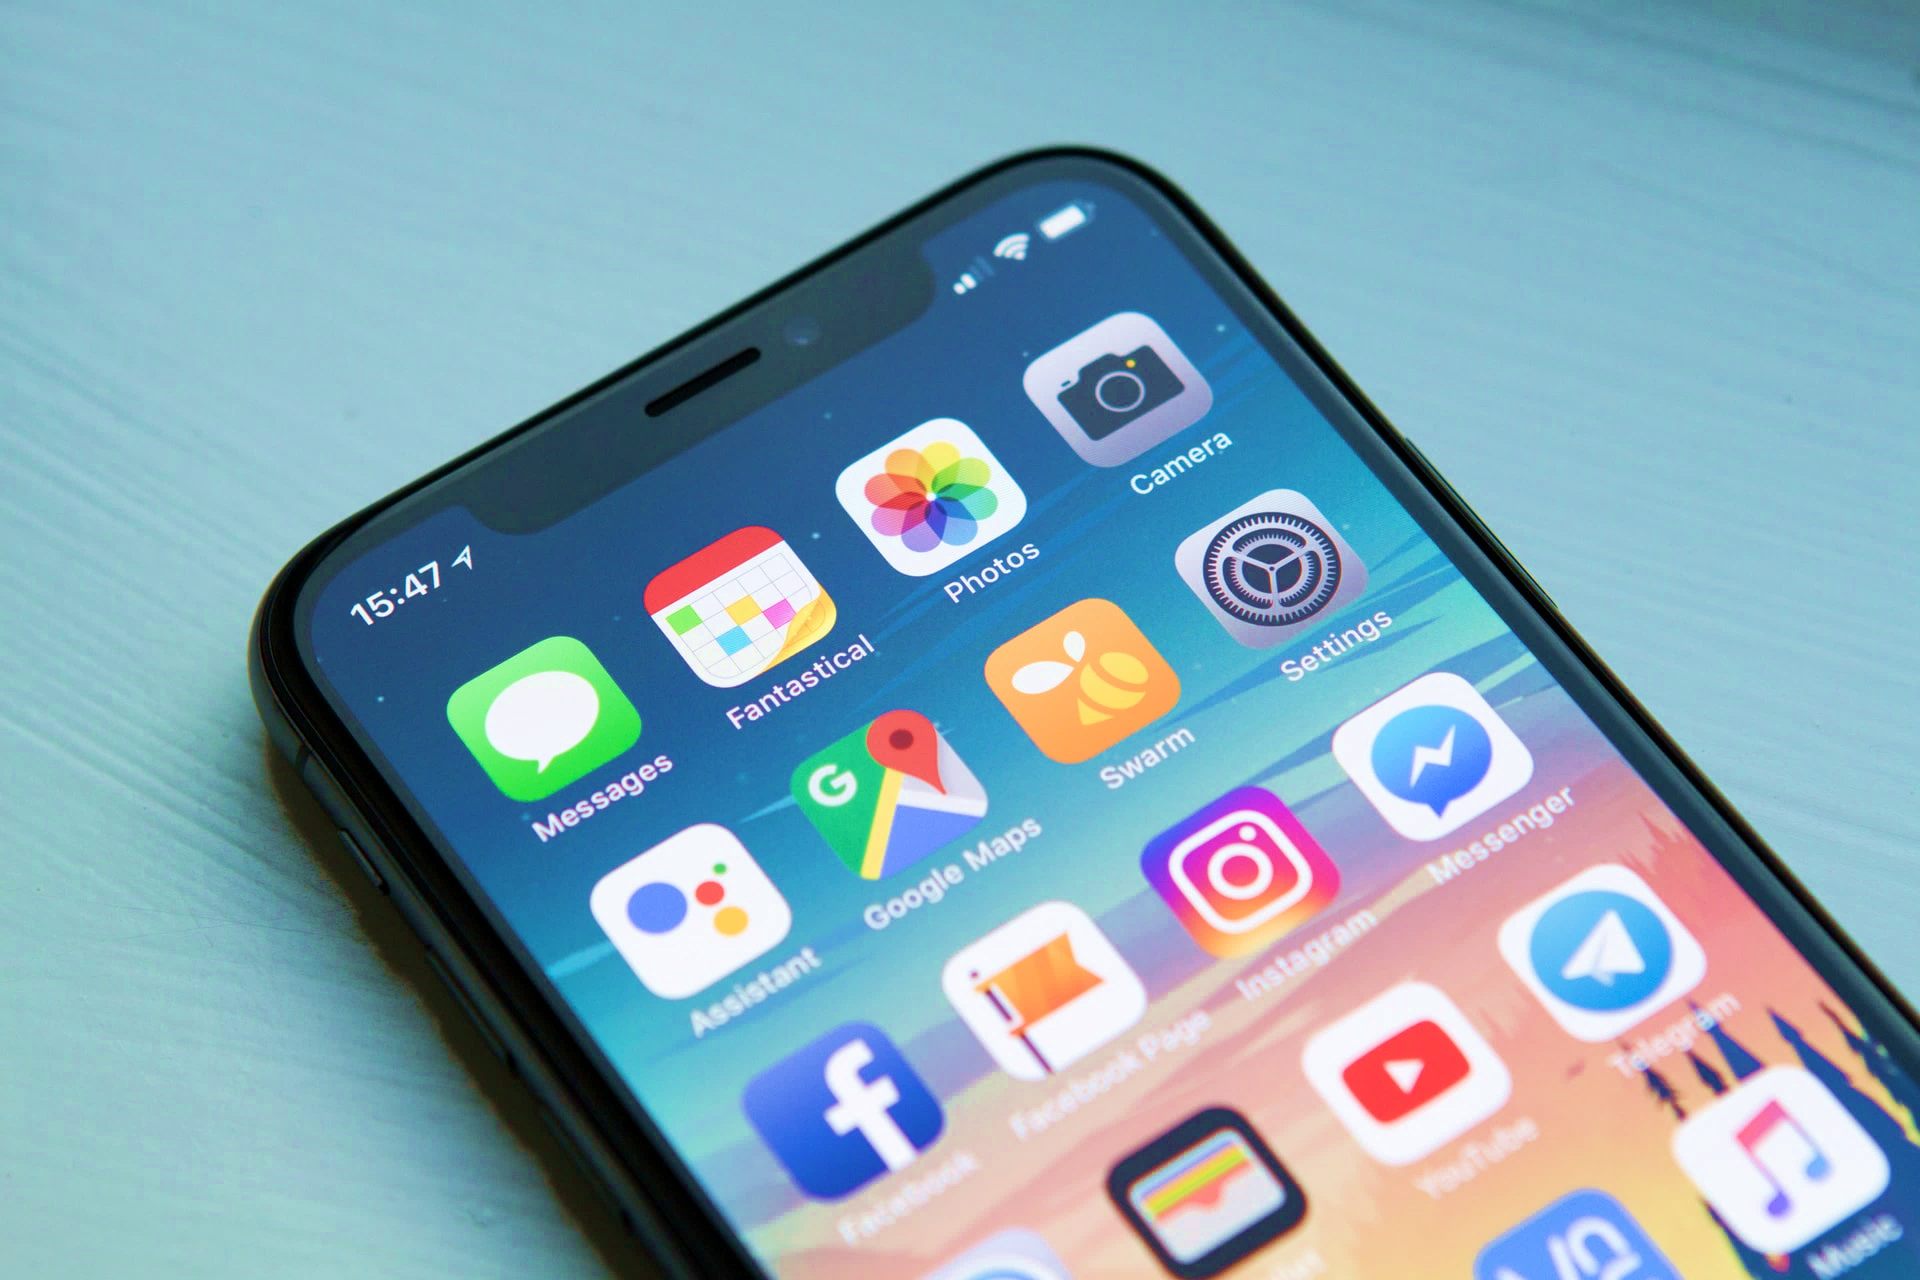 15:47
Messages
Fantastical
Photos
Camera
Assistant
Google Maps
Swarm
Settings
Facebook
Facebook Page
Instagram
Messenger
YouTube
Telegram
Music